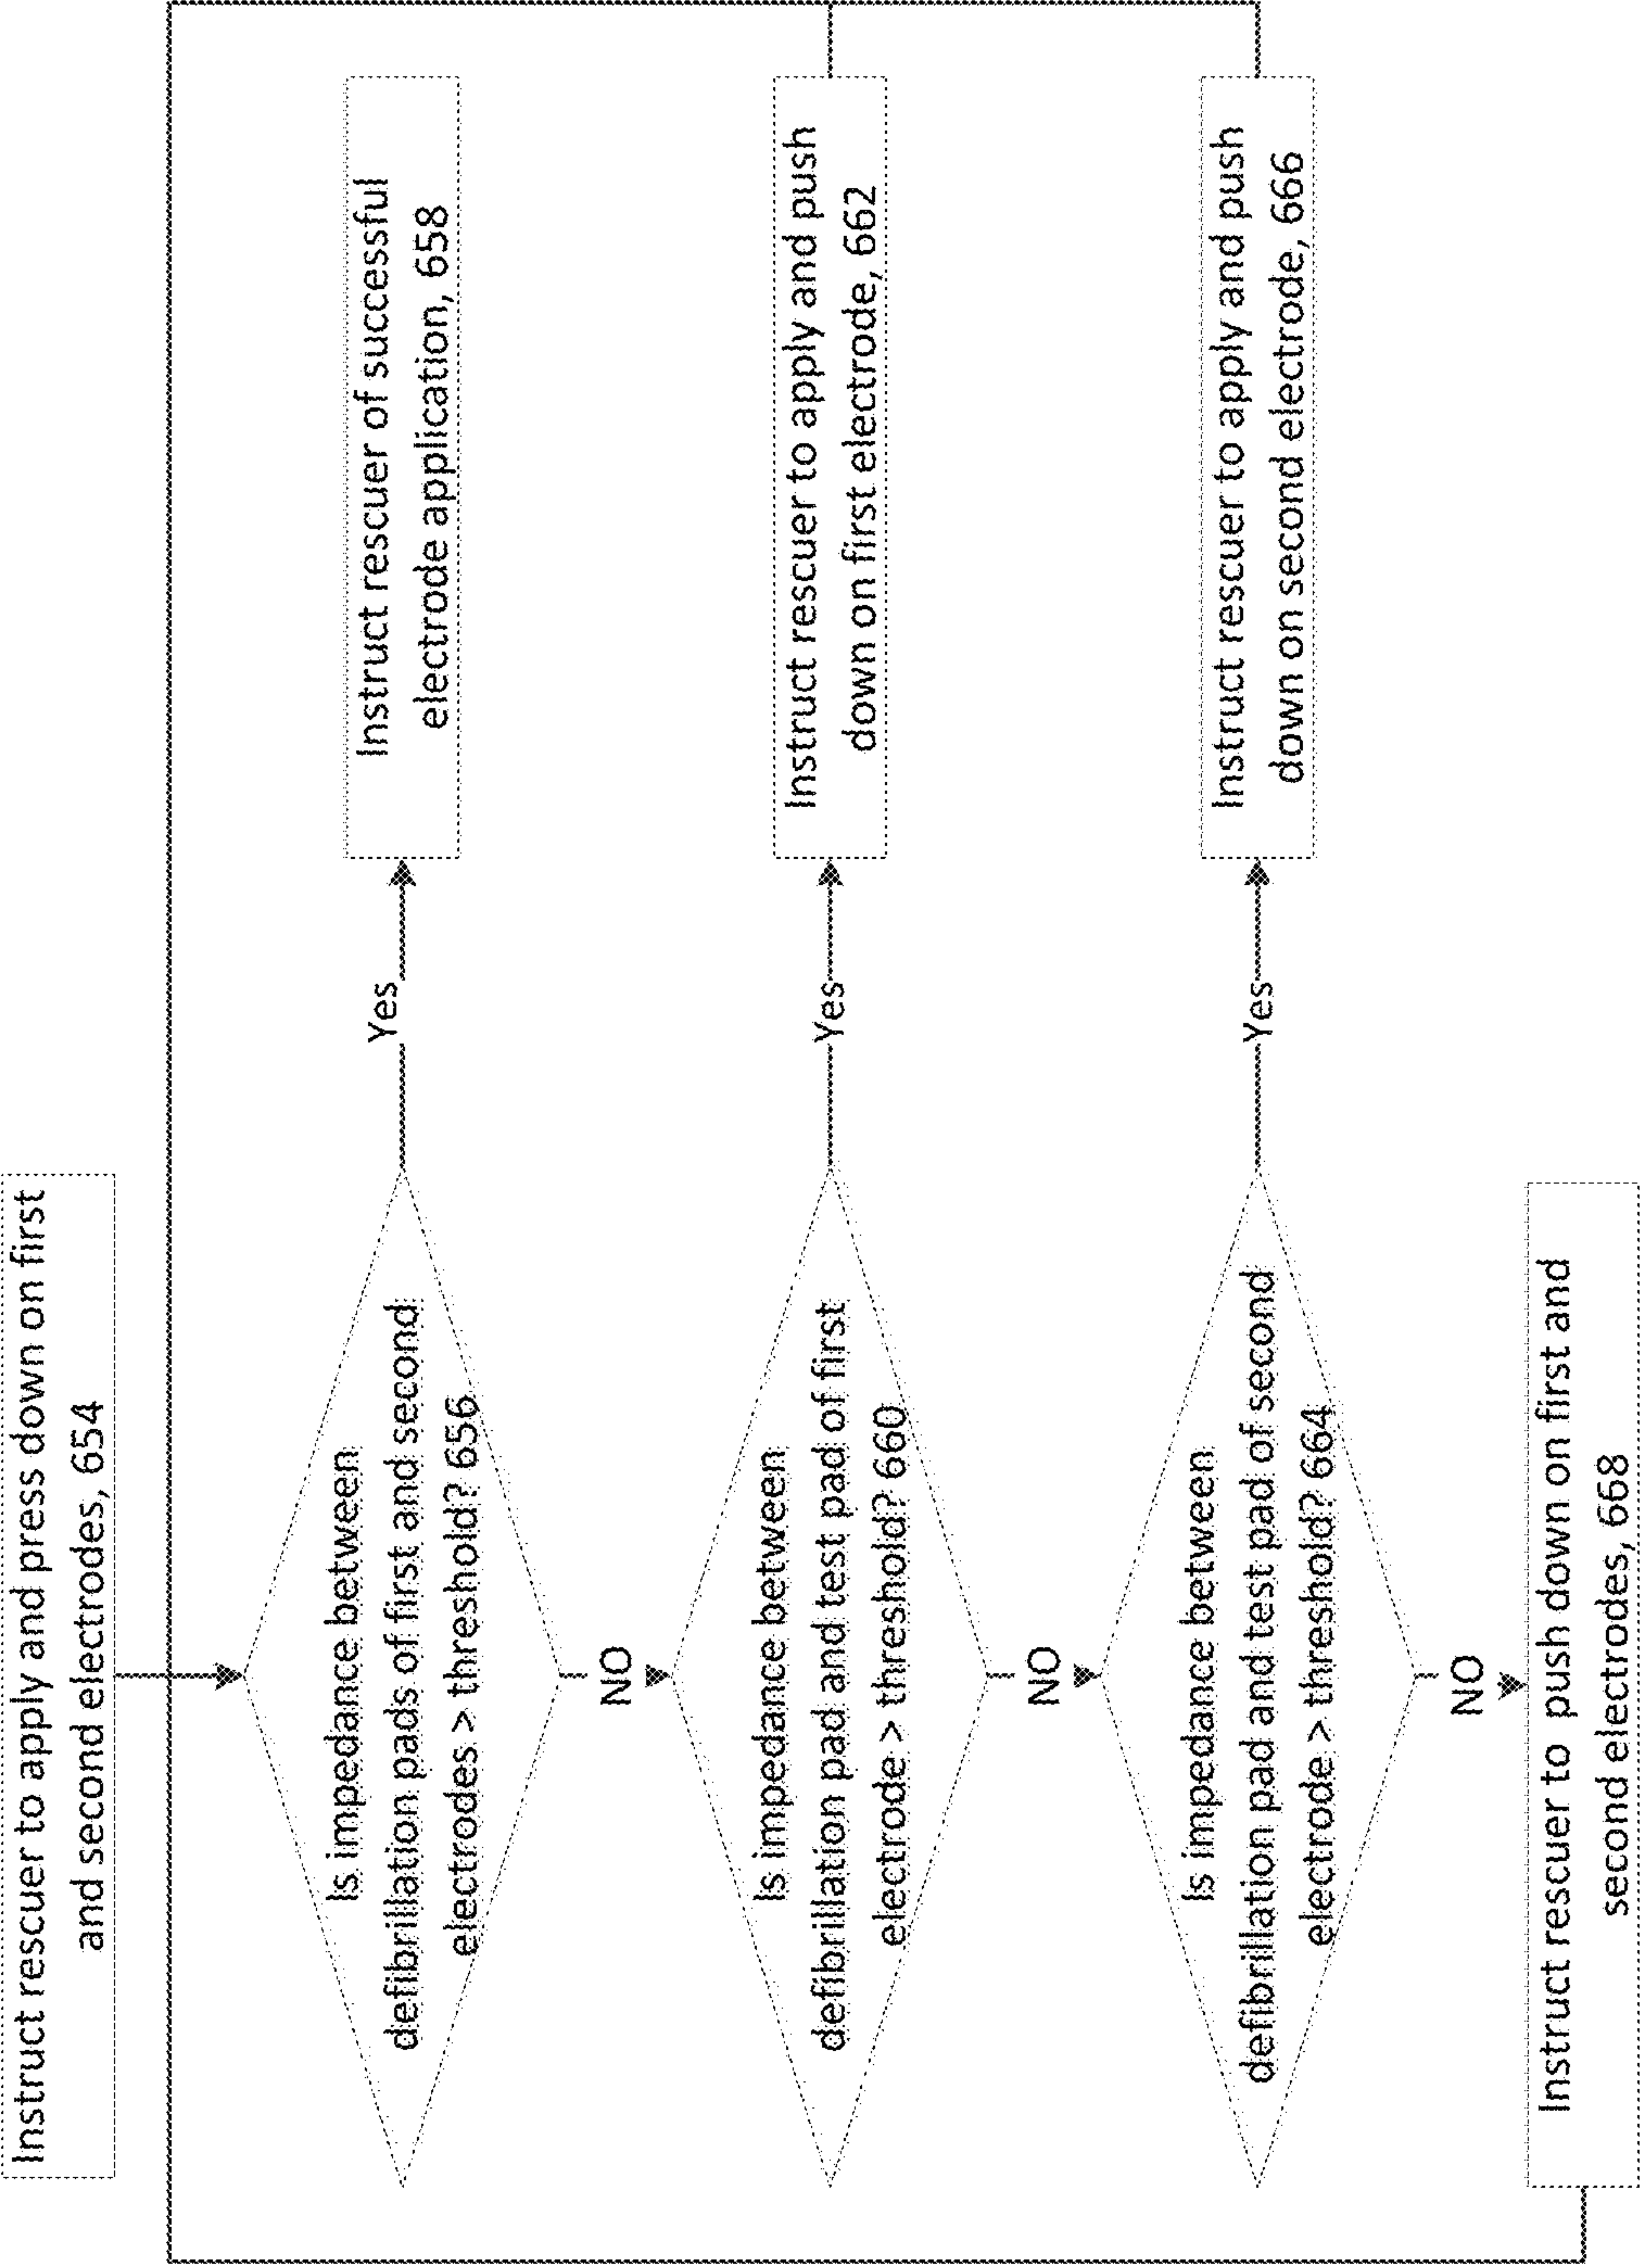 Instruct rescuer to apply and press down on first
and second electrodes, 654
Is impedance between
defibrillation pads of first and second
electrodes > threshold? 656
Yes
Instruct rescuer of successful
electrode application, 658
NO
Is impedance between
defibrillation pad and test pad of first
electrode > threshold? 660
Yes
Instruct rescuer to apply and push
down on first electrode, 662
NO
Is impedance between
defibrillation pad and test pad of second
electrode > threshold? 664
Yes
Instruct rescuer to apply and push
down on second electrode, 666
NO
Instruct rescuer to push down on first and
second electrodes, 668